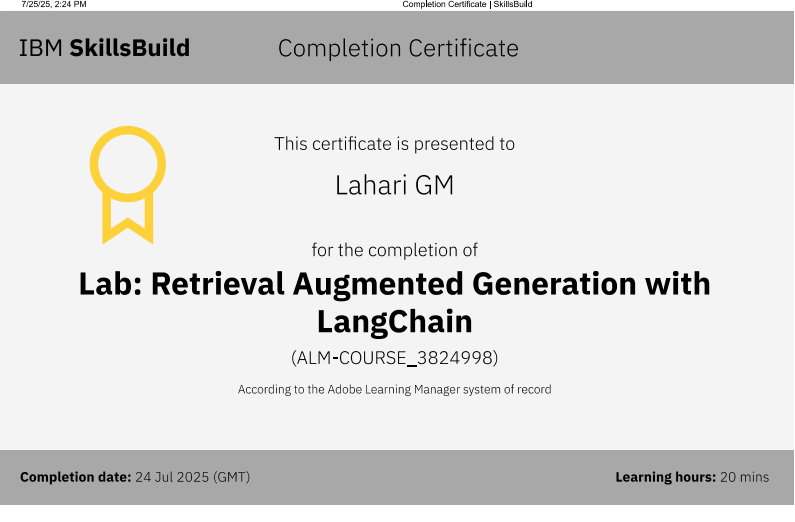 7/25/25, 2:24 PM Completion Certificate | SkillsBuild
IBM SkillsBuild Completion Certificate
This certificate is presented to
Lahari GM
for the completion of
Lab: Retrieval Augmented Generation with
LangChain
(ALM-COURSE_3824998)
According to the Adobe Learning Manager system of record
Completion date: 24 Jul 2025 (GMT) Learning hours: 20 mins